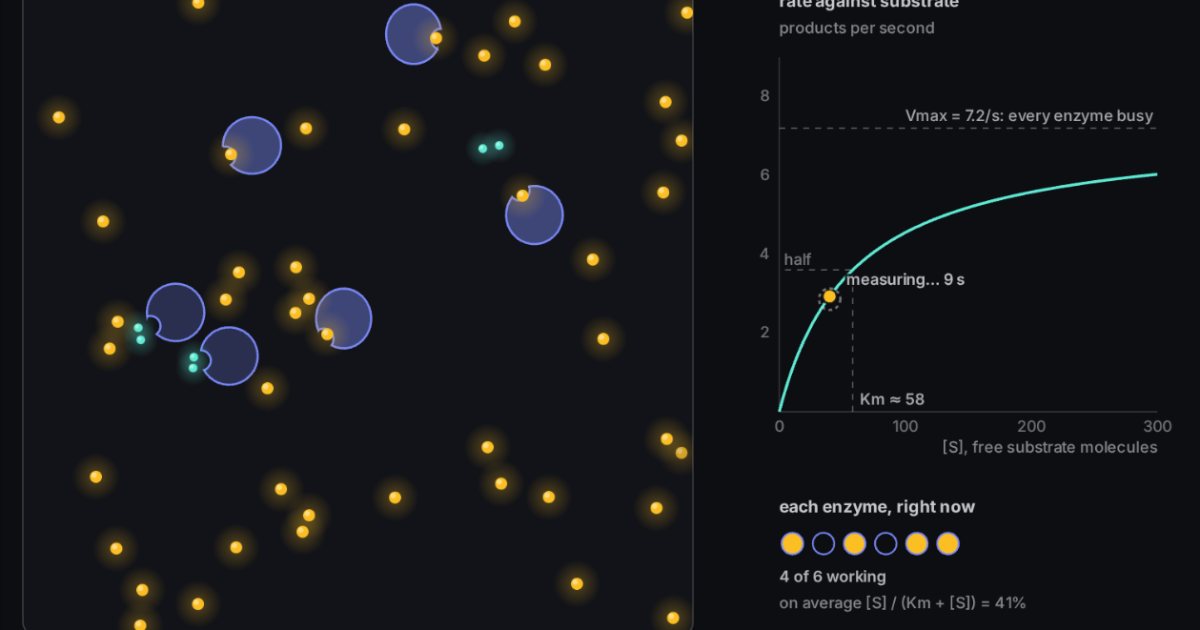 rate against substrate
products per second
8
Vmax = 7.2/s: every enzyme busy
6
4
half
measuring... 9 s
2
Km ≈ 58
0 100 200 300
[S], free substrate molecules
each enzyme, right now
4 of 6 working
on average [S] / (Km + [S]) = 41%